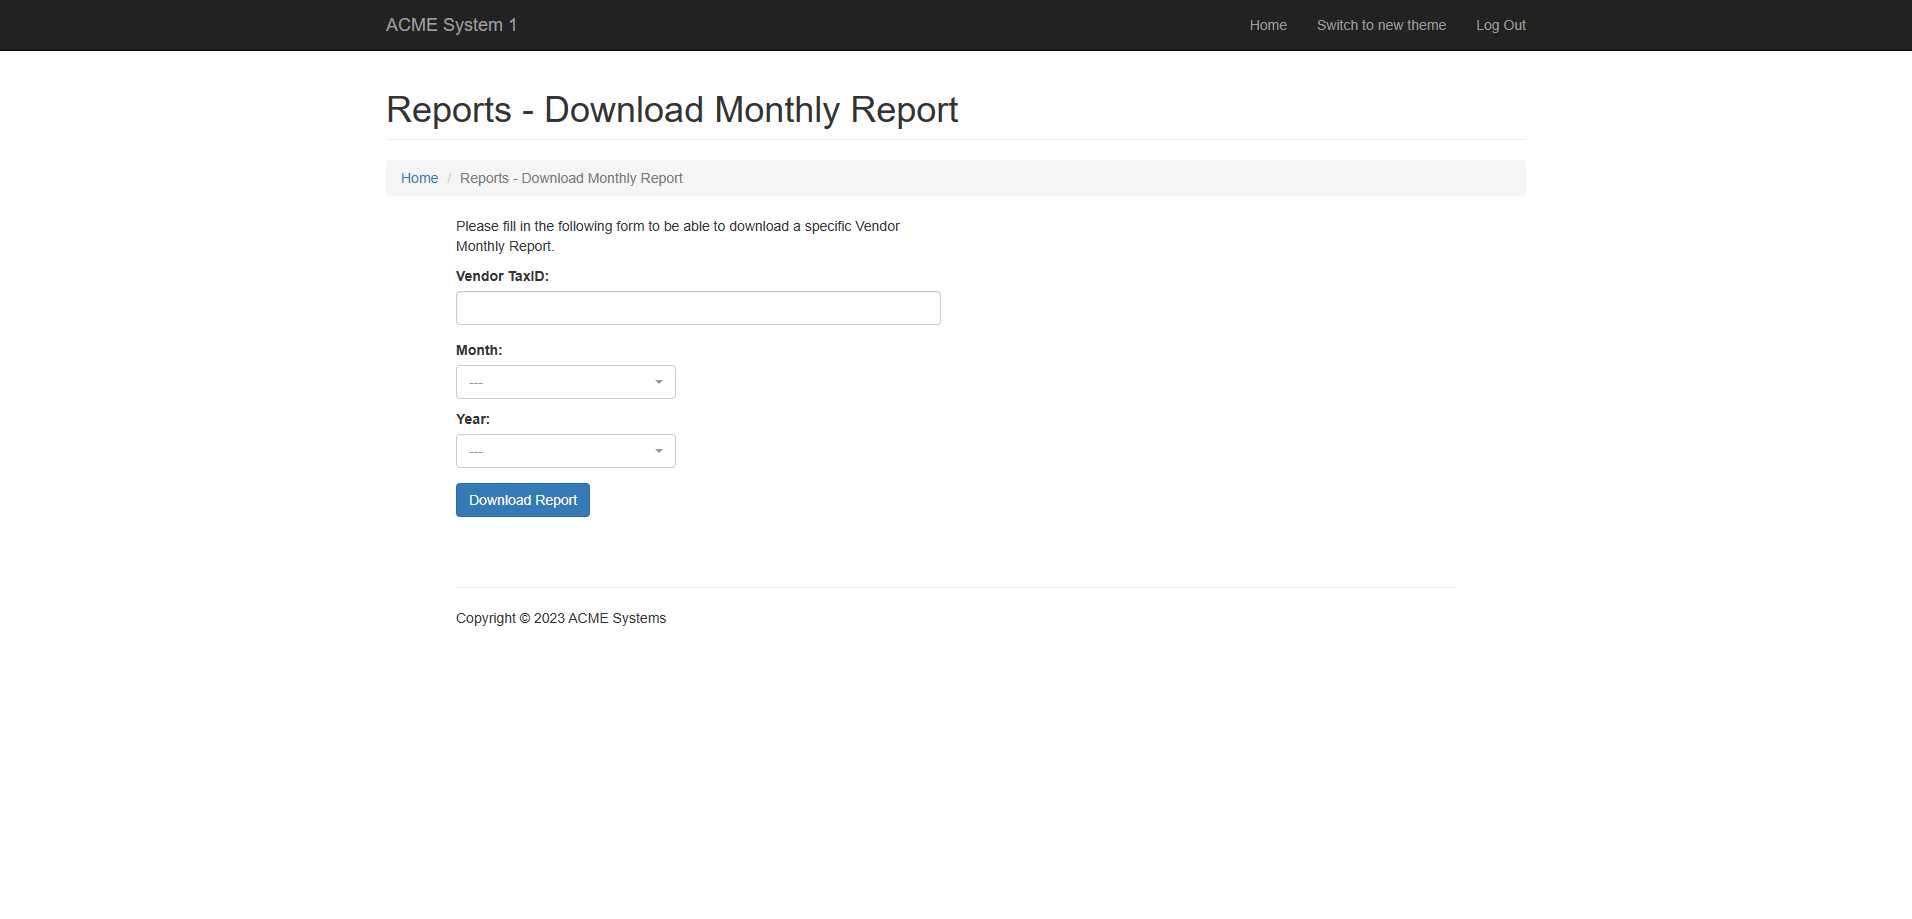 ACME System 1
Home
Switch to new theme
Log Out
Reports - Download Monthly Report
Home / Reports - Download Monthly Report
Please fill in the following form to be able to download a specific Vendor
Monthly Report.
Vendor TaxID:
Month:
---
Year:
---
Download Report
Copyright © 2023 ACME Systems